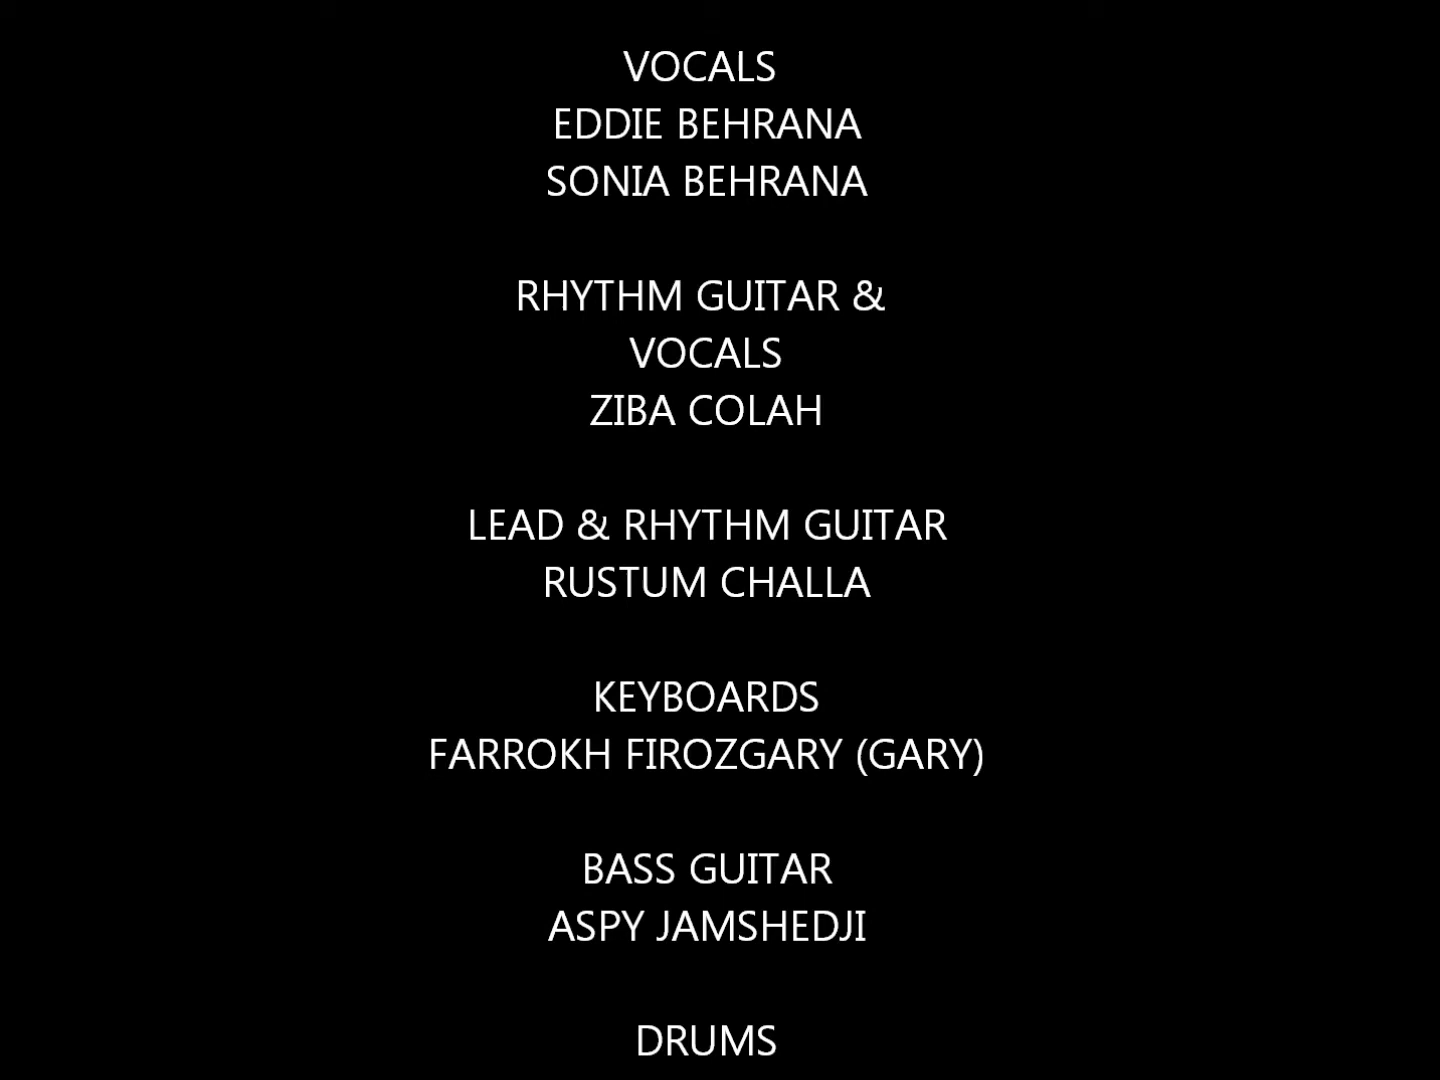 VOCALS
EDDIE BEHRANA
SONIA BEHRANA
RHYTHM GUITAR &
VOCALS
ZIBA COLAH
LEAD & RHYTHM GUITAR
RUSTUM CHALLA
KEYBOARDS
FARROKH FIROZGARY (GARY)
BASS GUITAR
ASPY JAMSHEDJI
DRUMS